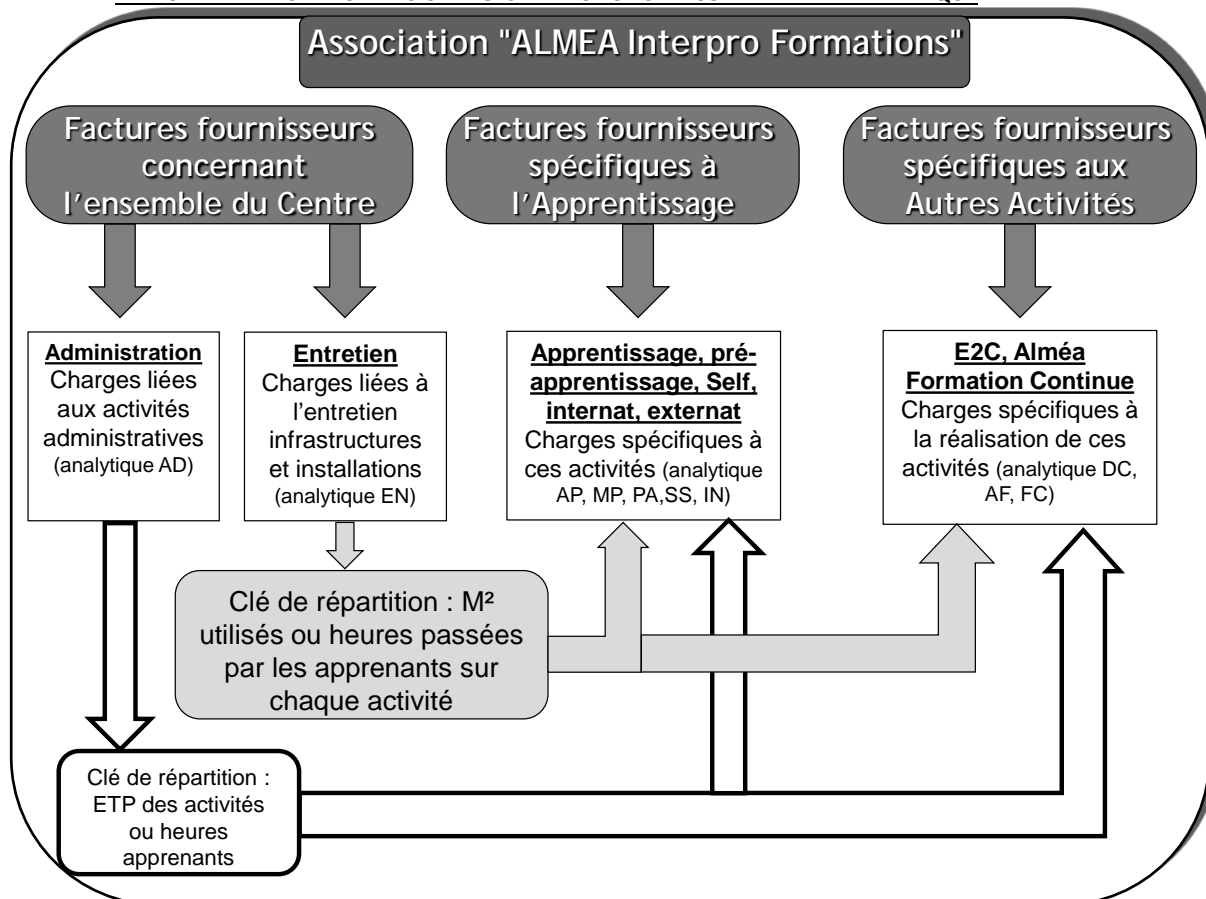 Association "ALMEA Interpro Formations"
Factures fournisseurs
concernant
l'ensemble du Centre
Factures fournisseurs
spécifiques à
l'Apprentissage
Factures fournisseurs
spécifiques aux
Autres Activités
Administration
Charges liées
aux activités
administratives
(analytique AD)
Entretien
Charges liées à
l'entretien
infrastructures
et installations
(analytique EN)
Apprentissage, pré-
apprentissage, Self,
internat, externat
Charges spécifiques à
ces activités (analytique
AP, MP, PA,SS, IN)
E2C, Alméa
Formation Continue
Charges spécifiques à
la réalisation de ces
activités (analytique DC,
AF, FC)
Clé de répartition : M²
utilisés ou heures passées
par les apprenants sur
chaque activité
Clé de répartition :
ETP des activités
ou heures
apprenants